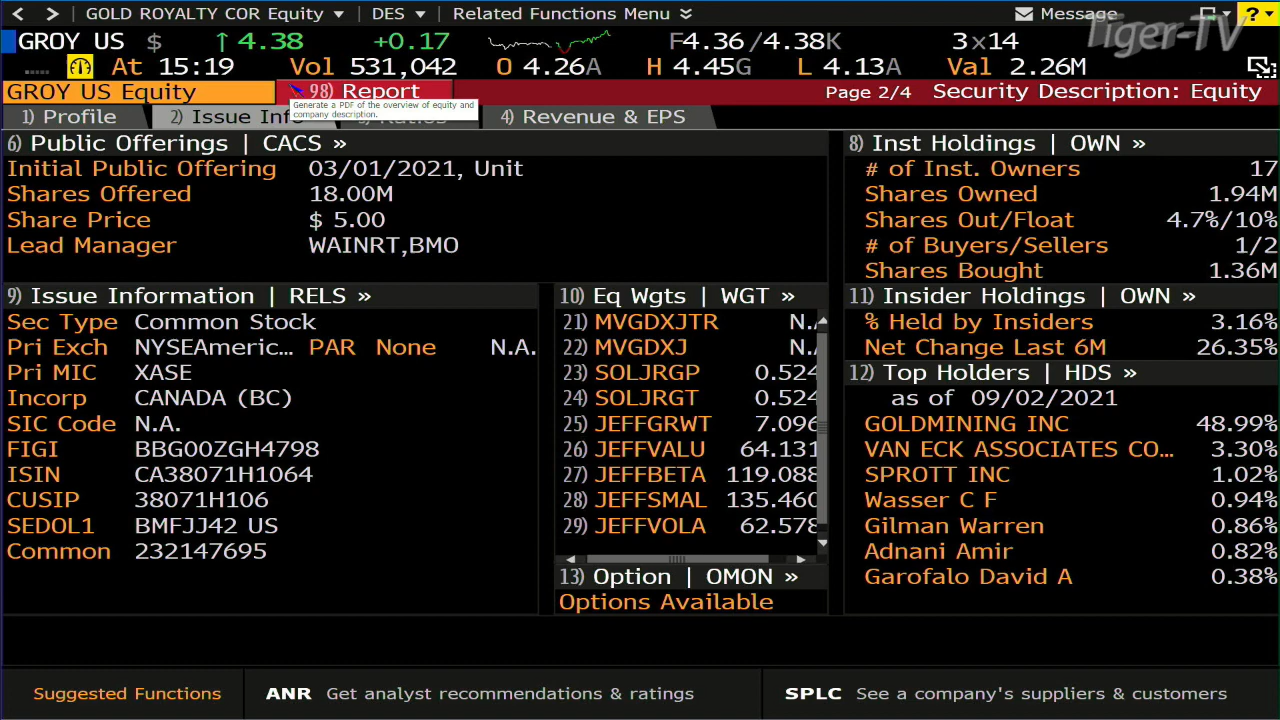 GOLD ROYALTY COR Equity DES Related Functions Menu Message ?
Tiger-TV
GROY US $ ↑ 4.38 +0.17 F4.36 /4.38K 3×14
At 15:19 Vol 531,042 O 4.26A H 4.45G L 4.13A Val 2.26M
GROY US Equity 98) Report Page 2/4 Security Description: Equity
Generate a PDF of the overview of equity and
company description.
1) Profile 2) Issue Info 3) Ratios 4) Revenue & EPS
6) Public Offerings | CACS »
Initial Public Offering 03/01/2021, Unit
Shares Offered 18.00M
Share Price $ 5.00
Lead Manager WAINRT,BMO
8) Inst Holdings | OWN »
# of Inst. Owners 17
Shares Owned 1.94M
Shares Out/Float 4.7%/10%
# of Buyers/Sellers 1/2
Shares Bought 1.36M
9) Issue Information | RELS »
Sec Type Common Stock
Pri Exch NYSEAmeric... PAR None N.A.
Pri MIC XASE
Incorp CANADA (BC)
SIC Code N.A.
FIGI BBG00ZGH4798
ISIN CA38071H1064
CUSIP 38071H106
SEDOL1 BMFJJ42 US
Common 232147695
10) Eq Wgts | WGT »
21) MVGDXJTR N.A
22) MVGDXJ N.A
23) SOLJRGP 0.524
24) SOLJRGT 0.524
25) JEFFGRWT 7.096
26) JEFFVALU 64.131
27) JEFFBETA 119.088
28) JEFFSMAL 135.460
29) JEFFVOLA 62.578
13) Option | OMON »
Options Available
11) Insider Holdings | OWN »
% Held by Insiders 3.16%
Net Change Last 6M 26.35%
12) Top Holders | HDS »
as of 09/02/2021
GOLDMINING INC 48.99%
VAN ECK ASSOCIATES CO... 3.30%
SPROTT INC 1.02%
Wasser C F 0.94%
Gilman Warren 0.86%
Adnani Amir 0.82%
Garofalo David A 0.38%
Suggested Functions ANR Get analyst recommendations & ratings SPLC See a company's suppliers & customers